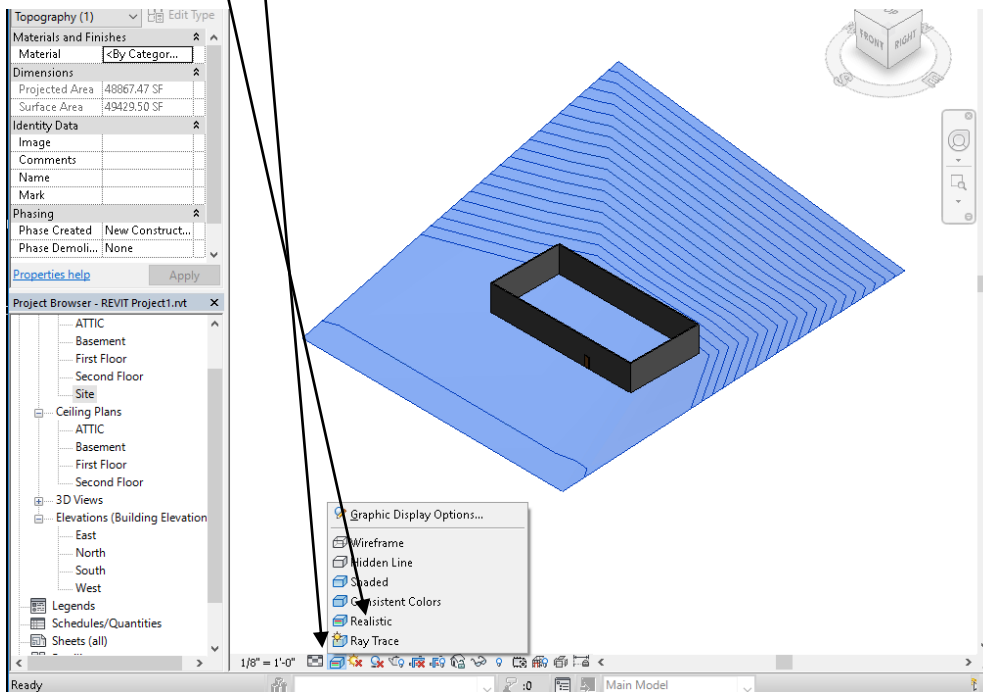 Topography (1) Edit Type
Materials and Finishes
Material <By Categor...
Dimensions
Projected Area 48867.47 SF
Surface Area 49429.50 SF
Identity Data
Image
Comments
Name
Mark
Phasing
Phase Created New Construct...
Phase Demoli... None
Properties help Apply
Project Browser - REVIT Project1.rvt
ATTIC
Basement
First Floor
Second Floor
Site
Ceiling Plans
ATTIC
Basement
First Floor
Second Floor
3D Views
Elevations (Building Elevation
East
North
South
West
Legends
Schedules/Quantities
Sheets (all)
FRONT RIGHT
Graphic Display Options...
Wireframe
Hidden Line
Shaded
Consistent Colors
Realistic
Ray Trace
1/8" = 1'-0"
Ready :0 Main Model